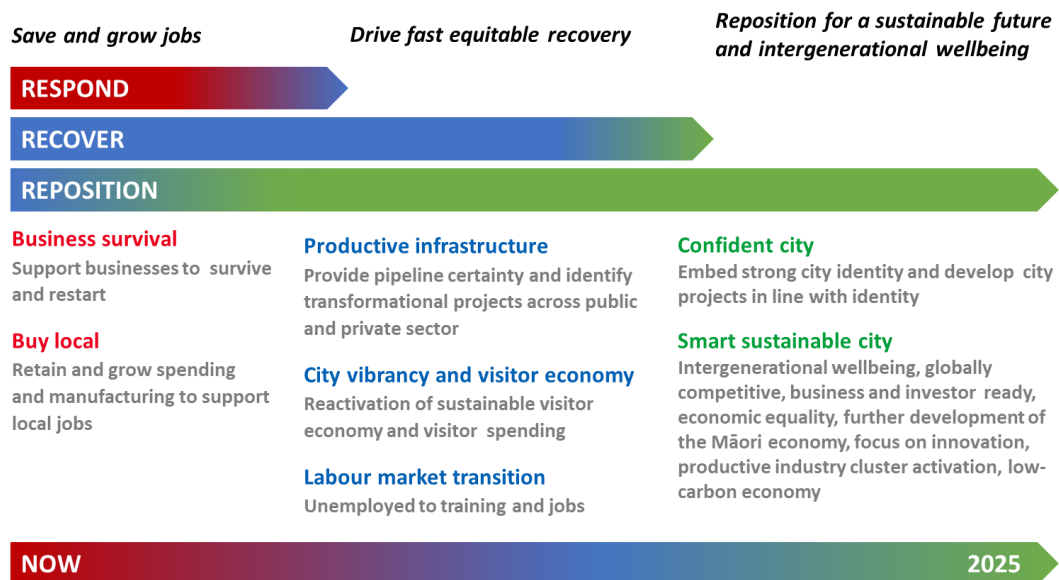 Save and grow jobs
Drive fast equitable recovery
Reposition for a sustainable future
and intergenerational wellbeing
RESPOND
RECOVER
REPOSITION
Business survival
Support businesses to survive
and restart
Buy local
Retain and grow spending
and manufacturing to support
local jobs
Productive infrastructure
Provide pipeline certainty and identify
transformational projects across public
and private sector
City vibrancy and visitor economy
Reactivation of sustainable visitor
economy and visitor spending
Labour market transition
Unemployed to training and jobs
Confident city
Embed strong city identity and develop city
projects in line with identity
Smart sustainable city
Intergenerational wellbeing, globally
competitive, business and investor ready,
economic equality, further development of
the Māori economy, focus on innovation,
productive industry cluster activation, low-
carbon economy
NOW
2025